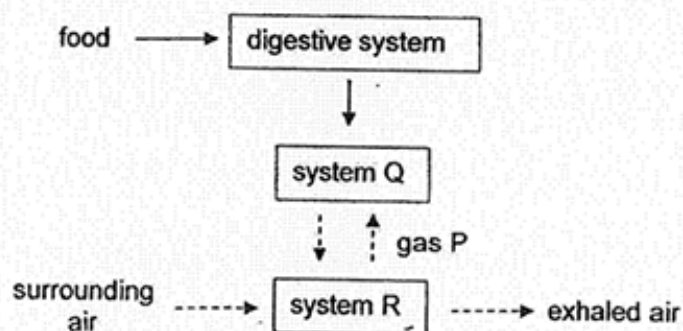 food
digestive system
system Q
gas P
surrounding
air
system R
exhaled air